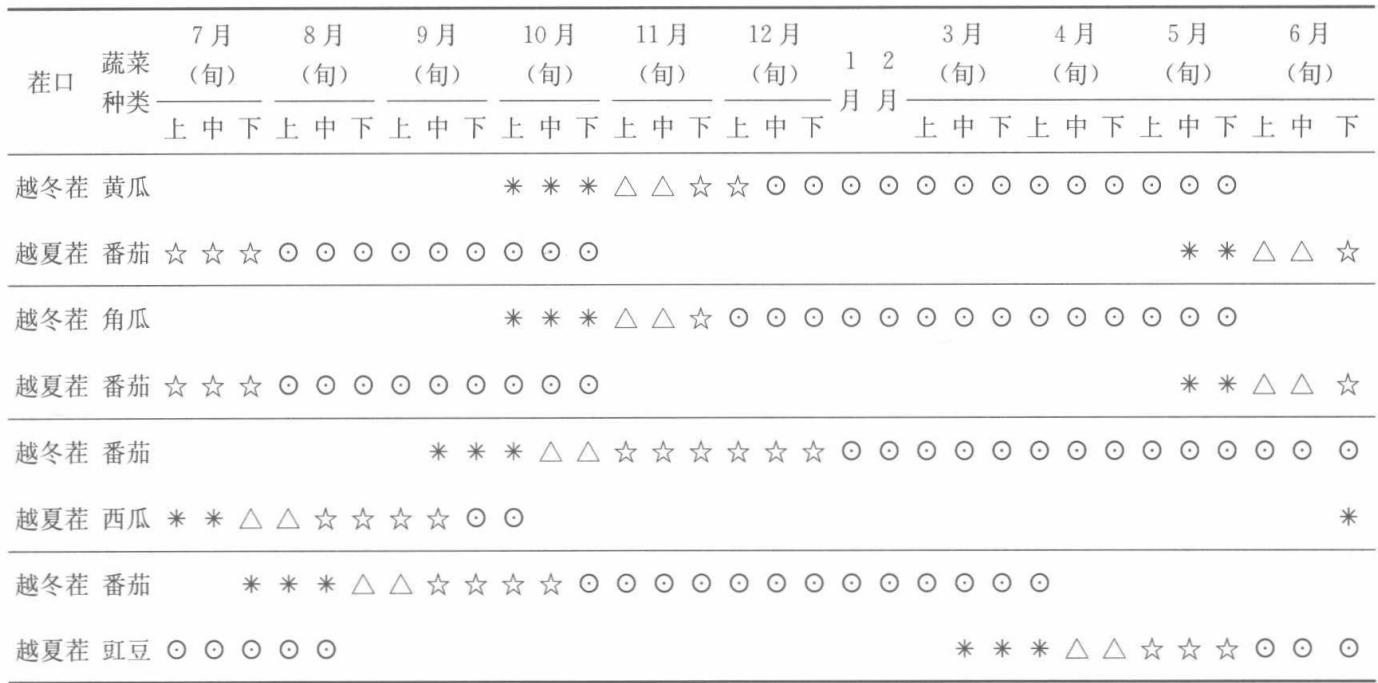 茬口 蔬菜种类 7月(旬) 8月(旬) 9月(旬) 10月(旬) 11月(旬) 12月(旬) 1月 2月 3月(旬) 4月(旬) 5月(旬) 6月(旬)
上 中 下 上 中 下 上 中 下 上 中 下 上 中 下 上 中 下 上 中 下 上 中 下 上 中 下 上 中 下
越冬茬 黄瓜 * * * △ △ ☆ ☆ ⊙ ⊙ ⊙ ⊙ ⊙ ⊙ ⊙ ⊙ ⊙ ⊙ ⊙ ⊙ ⊙
越夏茬 番茄 ☆ ☆ ☆ ⊙ ⊙ ⊙ ⊙ ⊙ ⊙ ⊙ ⊙ ⊙ * * △ △ ☆
越冬茬 角瓜 * * * △ △ ☆ ⊙ ⊙ ⊙ ⊙ ⊙ ⊙ ⊙ ⊙ ⊙ ⊙ ⊙ ⊙ ⊙ ⊙
越夏茬 番茄 ☆ ☆ ☆ ⊙ ⊙ ⊙ ⊙ ⊙ ⊙ ⊙ ⊙ ⊙ * * △ △ ☆
越冬茬 番茄 * * * △ △ ☆ ☆ ☆ ☆ ☆ ☆ ⊙ ⊙ ⊙ ⊙ ⊙ ⊙ ⊙ ⊙ ⊙ ⊙ ⊙ ⊙ ⊙ ⊙
越夏茬 西瓜 * * △ △ ☆ ☆ ☆ ☆ ⊙ ⊙ *
越冬茬 番茄 * * * △ △ ☆ ☆ ☆ ☆ ⊙ ⊙ ⊙ ⊙ ⊙ ⊙ ⊙ ⊙ ⊙ ⊙ ⊙ ⊙ ⊙
越夏茬 豇豆 ⊙ ⊙ ⊙ ⊙ ⊙ * * * △ △ ☆ ☆ ☆ ⊙ ⊙ ⊙